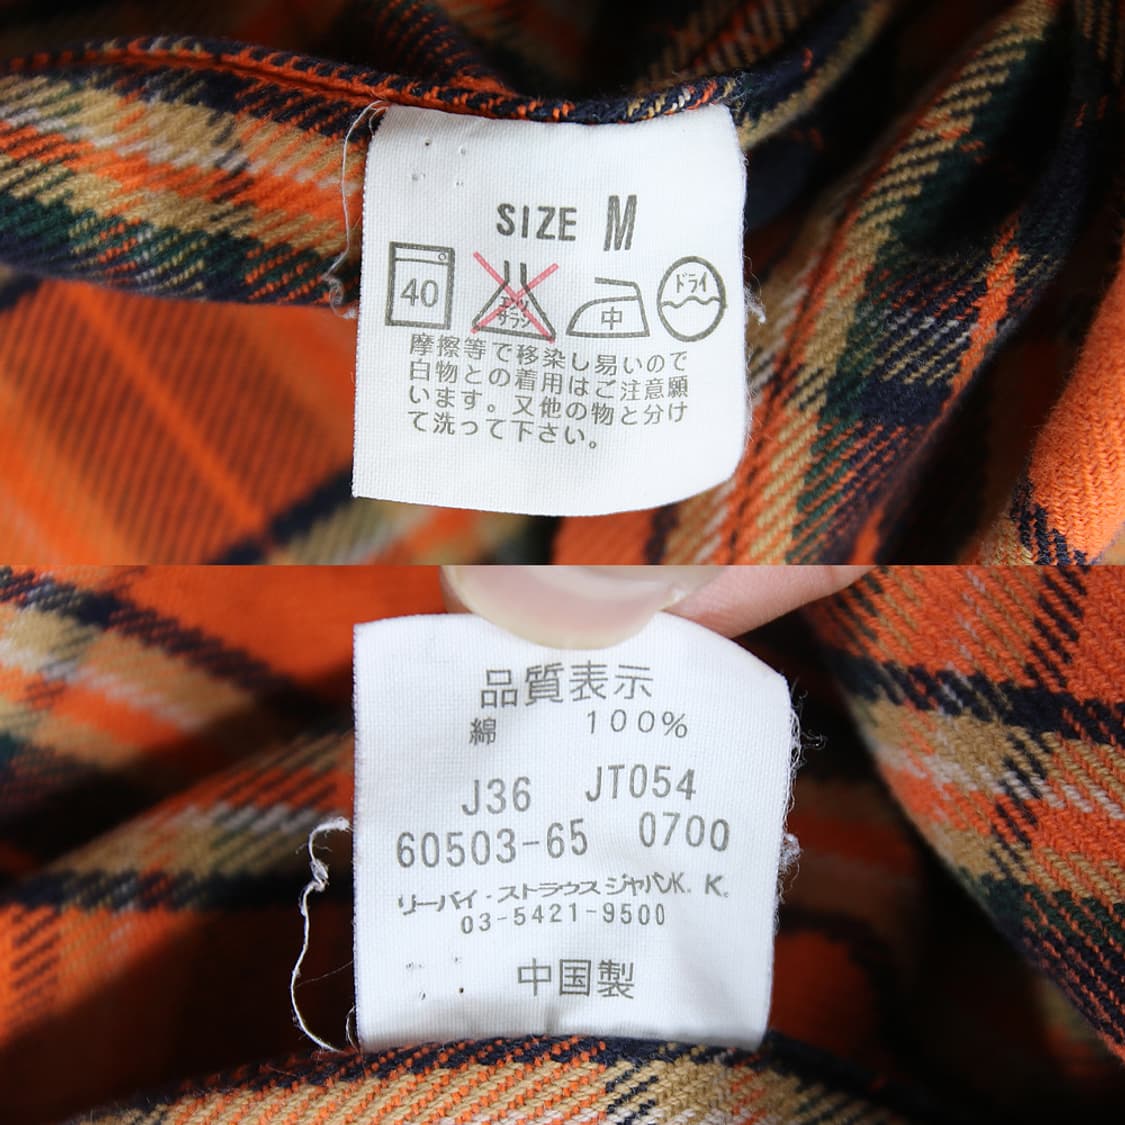 SIZE M
40 エンソ サラシ 中 ドライ
摩擦等で移染し易いので
白物との着用はご注意願
います。又他の物と分け
て洗って下さい。
品質表示
綿 100%
J36 JT054
60503-65 0700
リーバイ・ストラウス ジャパンK.K.
03-5421-9500
中国製